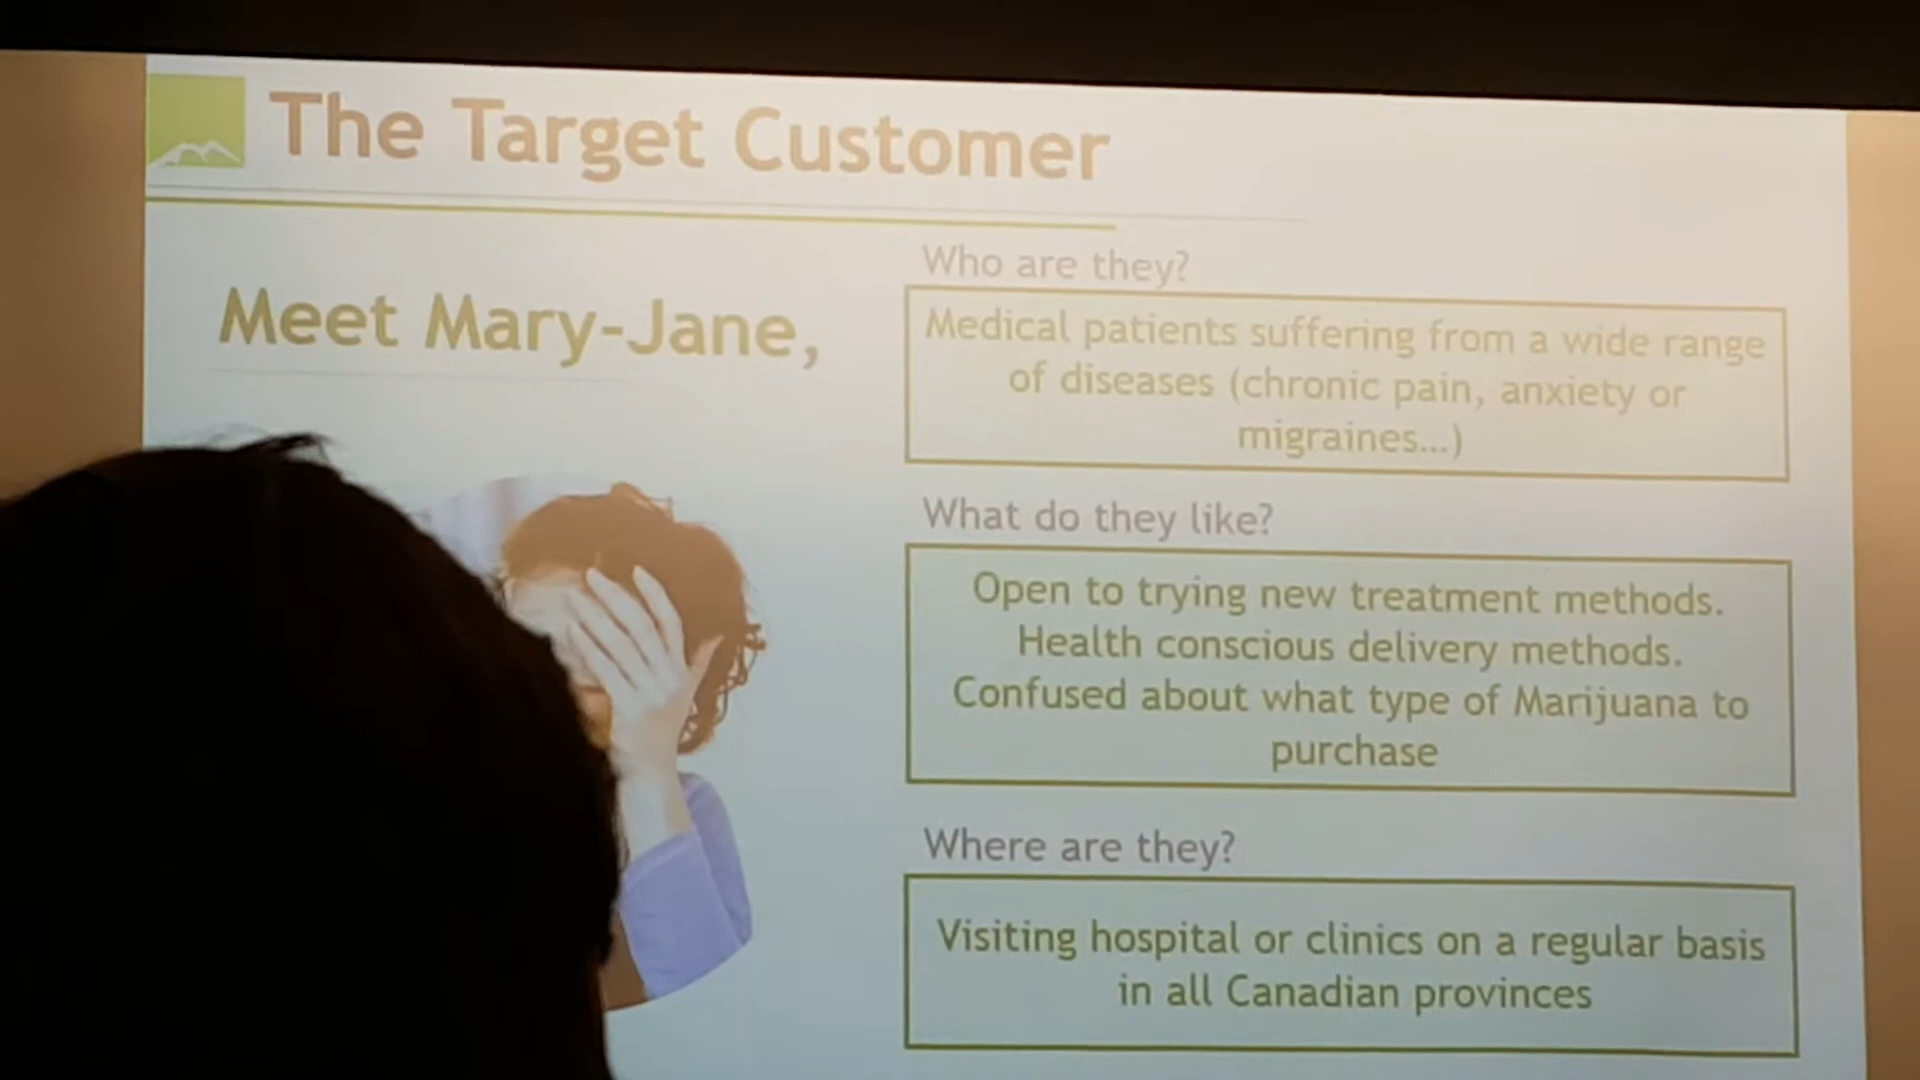 The Target Customer
Meet Mary-Jane,
Who are they?
Medical patients suffering from a wide range
of diseases (chronic pain, anxiety or
migraines...)
What do they like?
Open to trying new treatment methods.
Health conscious delivery methods.
Confused about what type of Marijuana to
purchase
Where are they?
Visiting hospital or clinics on a regular basis
in all Canadian provinces